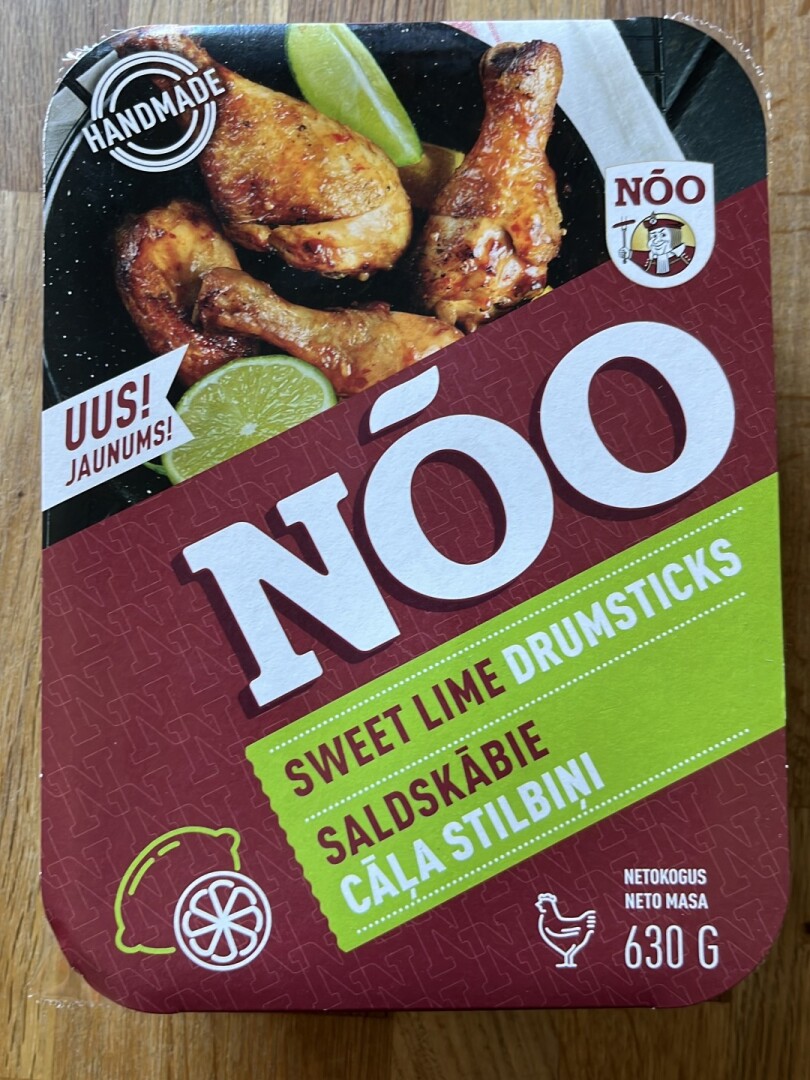 HANDMADE
NÕO
UUS!
JAUNUMS!
NÕO
SWEET LIME DRUMSTICKS
SALDSKĀBIE
CĀĻA STILBIŅI
NETOKOGUS
NETO MASA
630 G